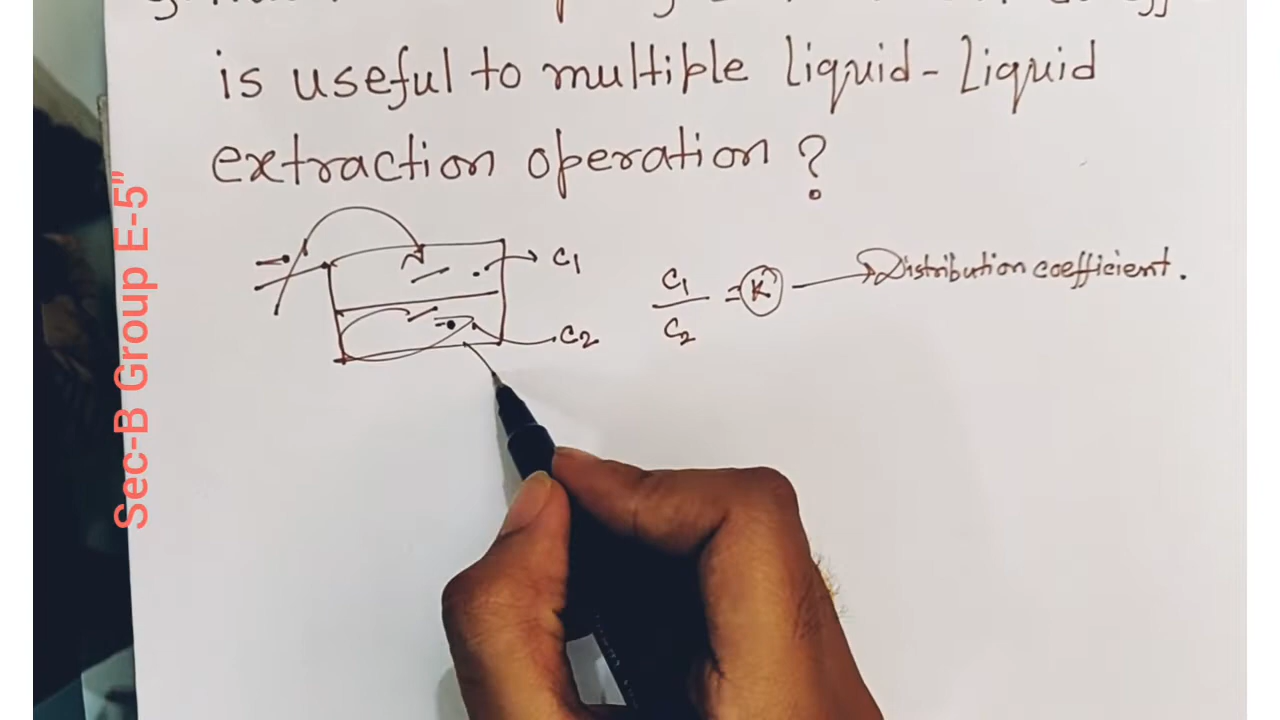 is useful to multiple liquid-liquid
extraction operation?
C1
C2
C1
C2
= K
Distribution coefficient.
Sec-B Group E-5"